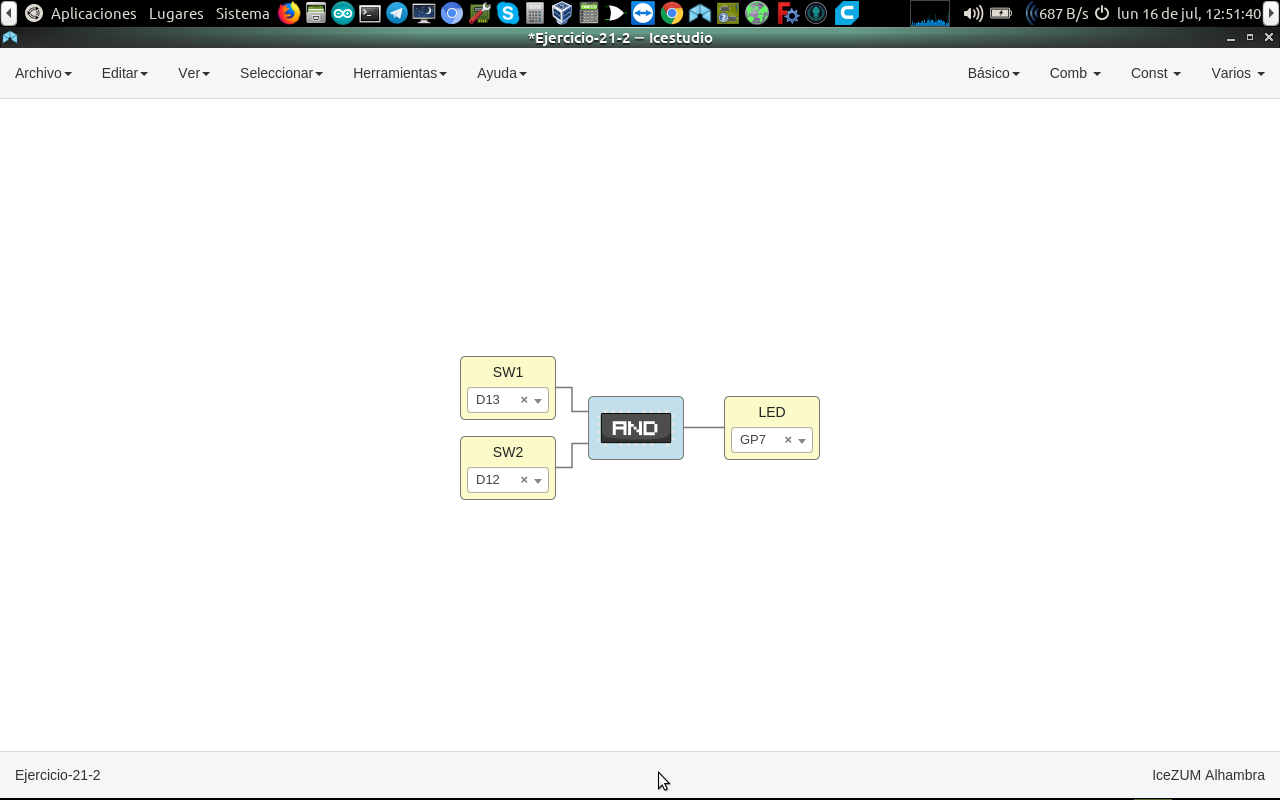 Aplicaciones Lugares Sistema 687 B/s lun 16 de jul, 12:51:40
*Ejercicio-21-2 — Icestudio
Archivo Editar Ver Seleccionar Herramientas Ayuda Básico Comb Const Varios
SW1
D13 ×
SW2
D12 ×
AND
LED
GP7 ×
Ejercicio-21-2 IceZUM Alhambra